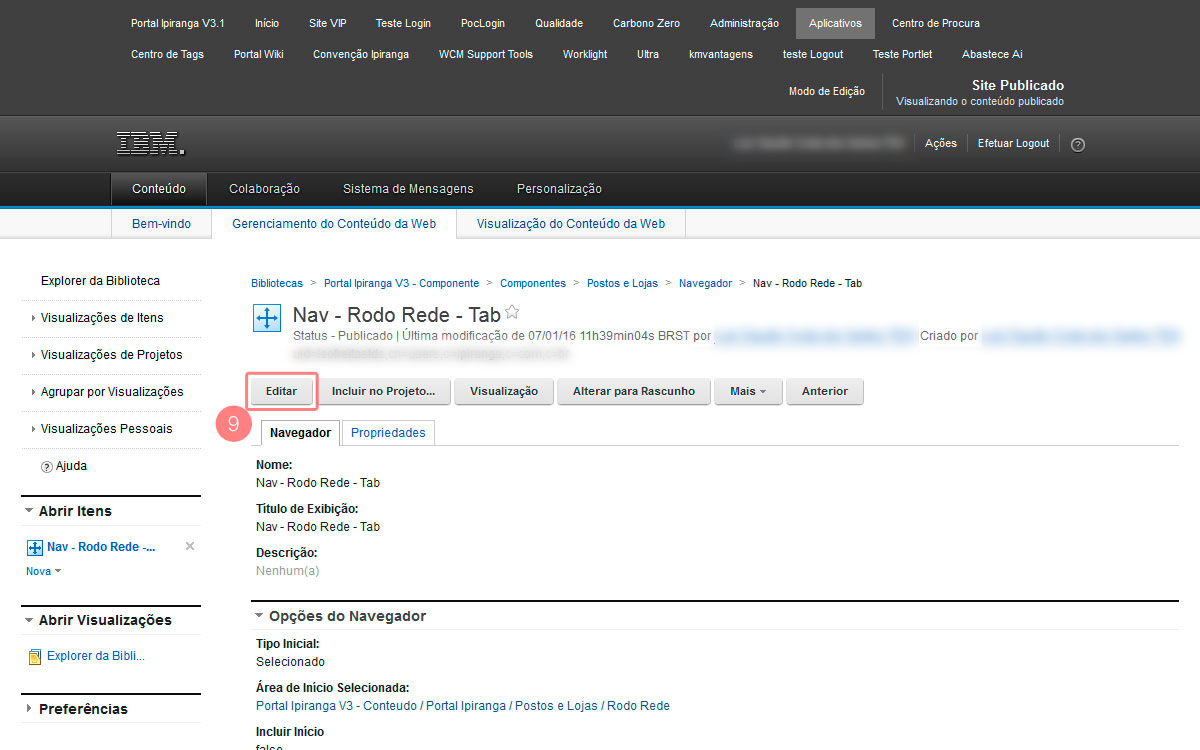 Portal Ipiranga V3.1 Início Site VIP Teste Login PocLogin Qualidade Carbono Zero Administração Aplicativos Centro de Procura
Centro de Tags Portal Wiki Convenção Ipiranga WCM Support Tools Worklight Ultra kmvantagens teste Logout Teste Portlet Abastece Ai
Modo de Edição
Site Publicado
Visualizando o conteúdo publicado
IBM.
Ações Efetuar Logout ?
Conteúdo Colaboração Sistema de Mensagens Personalização
Bem-vindo Gerenciamento do Conteúdo da Web Visualização do Conteúdo da Web
Explorer da Biblioteca
Visualizações de Itens
Visualizações de Projetos
Agrupar por Visualizações
Visualizações Pessoais
? Ajuda
Abrir Itens
Nav - Rodo Rede -... ×
Nova
Abrir Visualizações
Explorer da Bibli...
Preferências
Bibliotecas > Portal Ipiranga V3 - Componente > Componentes > Postos e Lojas > Navegador > Nav - Rodo Rede - Tab
Nav - Rodo Rede - Tab
Status - Publicado | Última modificação de 07/01/16 11h39min04s BRST por Criado por
Editar Incluir no Projeto... Visualização Alterar para Rascunho Mais Anterior
9
Navegador Propriedades
Nome:
Nav - Rodo Rede - Tab
Título de Exibição:
Nav - Rodo Rede - Tab
Descrição:
Nenhum(a)
Opções do Navegador
Tipo Inicial:
Selecionado
Área de Início Selecionada:
Portal Ipiranga V3 - Conteudo / Portal Ipiranga / Postos e Lojas / Rodo Rede
Incluir Início
false